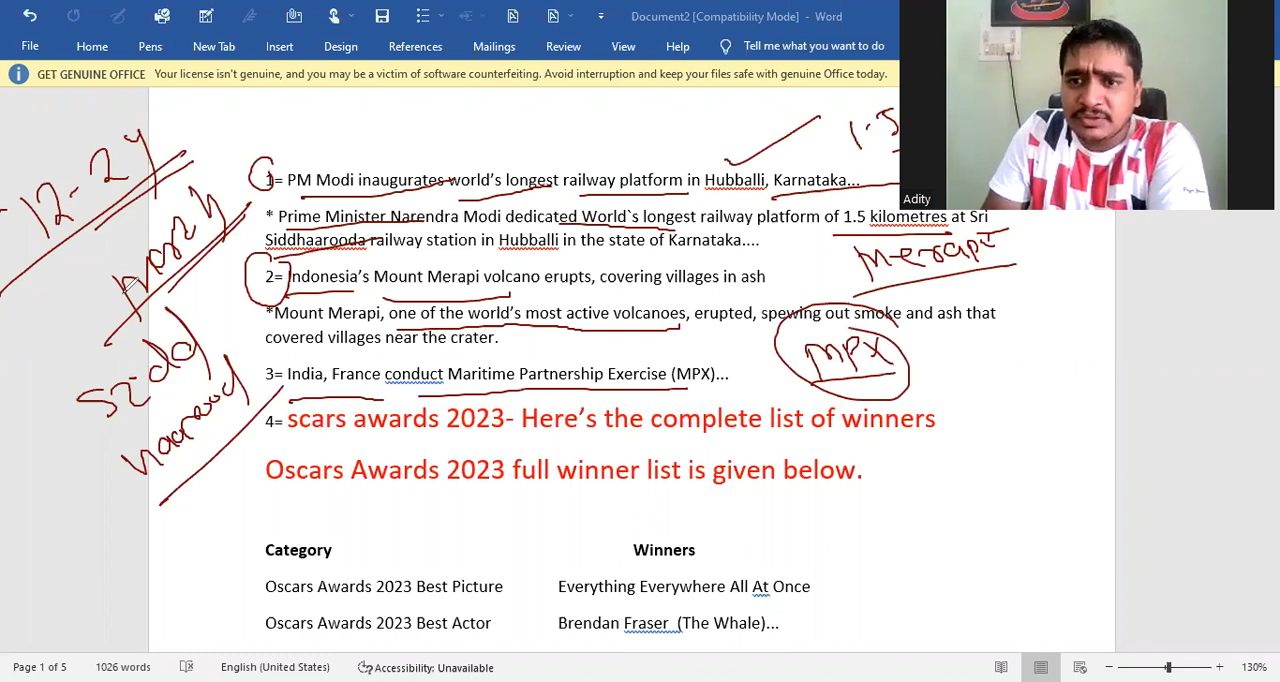 Document2 [Compatibility Mode] - Word
File Home Pens New Tab Insert Design References Mailings Review View Help Tell me what you want to do
GET GENUINE OFFICE Your license isn't genuine, and you may be a victim of software counterfeiting. Avoid interruption and keep your files safe with genuine Office today.
Adity
1= PM Modi inaugurates world's longest railway platform in Hubballi, Karnataka...
* Prime Minister Narendra Modi dedicated World`s longest railway platform of 1.5 kilometres at Sri
Siddhaarooda railway station in Hubballi in the state of Karnataka....
2= Indonesia's Mount Merapi volcano erupts, covering villages in ash
*Mount Merapi, one of the world's most active volcanoes, erupted, spewing out smoke and ash that
covered villages near the crater.
3= India, France conduct Maritime Partnership Exercise (MPX)...
4= scars awards 2023- Here's the complete list of winners
Oscars Awards 2023 full winner list is given below.
Category Winners
Oscars Awards 2023 Best Picture Everything Everywhere All At Once
Oscars Awards 2023 Best Actor Brendan Fraser (The Whale)...
1.5
MerapI
MPX
12-24
Page 1 of 5 1026 words English (United States) Accessibility: Unavailable 130%